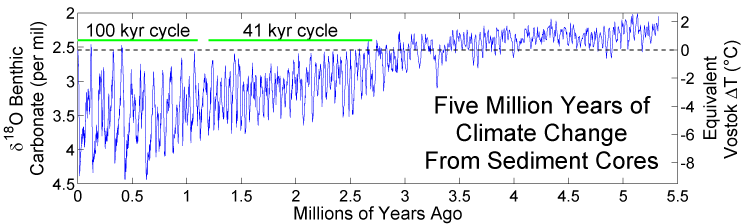 100 kyr cycle
41 kyr cycle
Five Million Years of
Climate Change
From Sediment Cores
δ18O Benthic
Carbonate (per mil)
2
2.5
3
3.5
4
4.5
Equivalent
Vostok ΔT (°C)
2
0
-2
-4
-6
-8
0 0.5 1 1.5 2 2.5 3 3.5 4 4.5 5 5.5
Millions of Years Ago